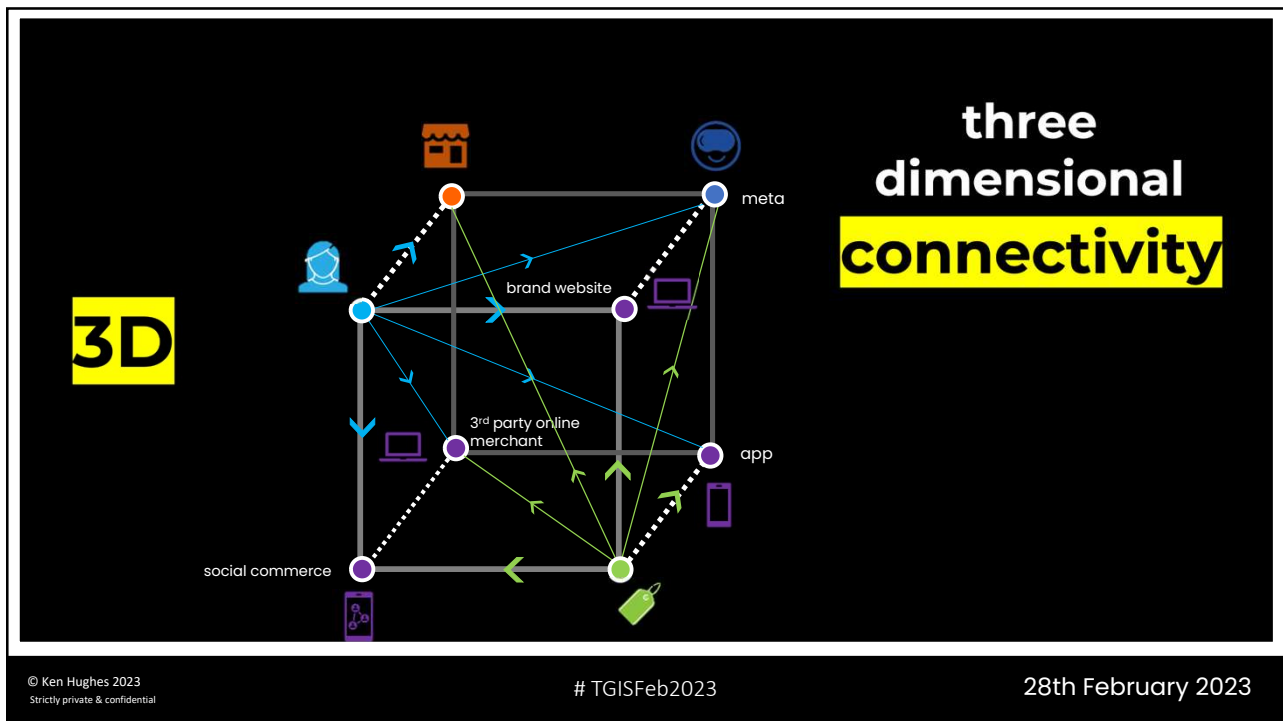 three
dimensional
connectivity
3D
meta
brand website
3rd party online
merchant
app
social commerce
© Ken Hughes 2023
Strictly private & confidential
# TGISFeb2023
28th February 2023